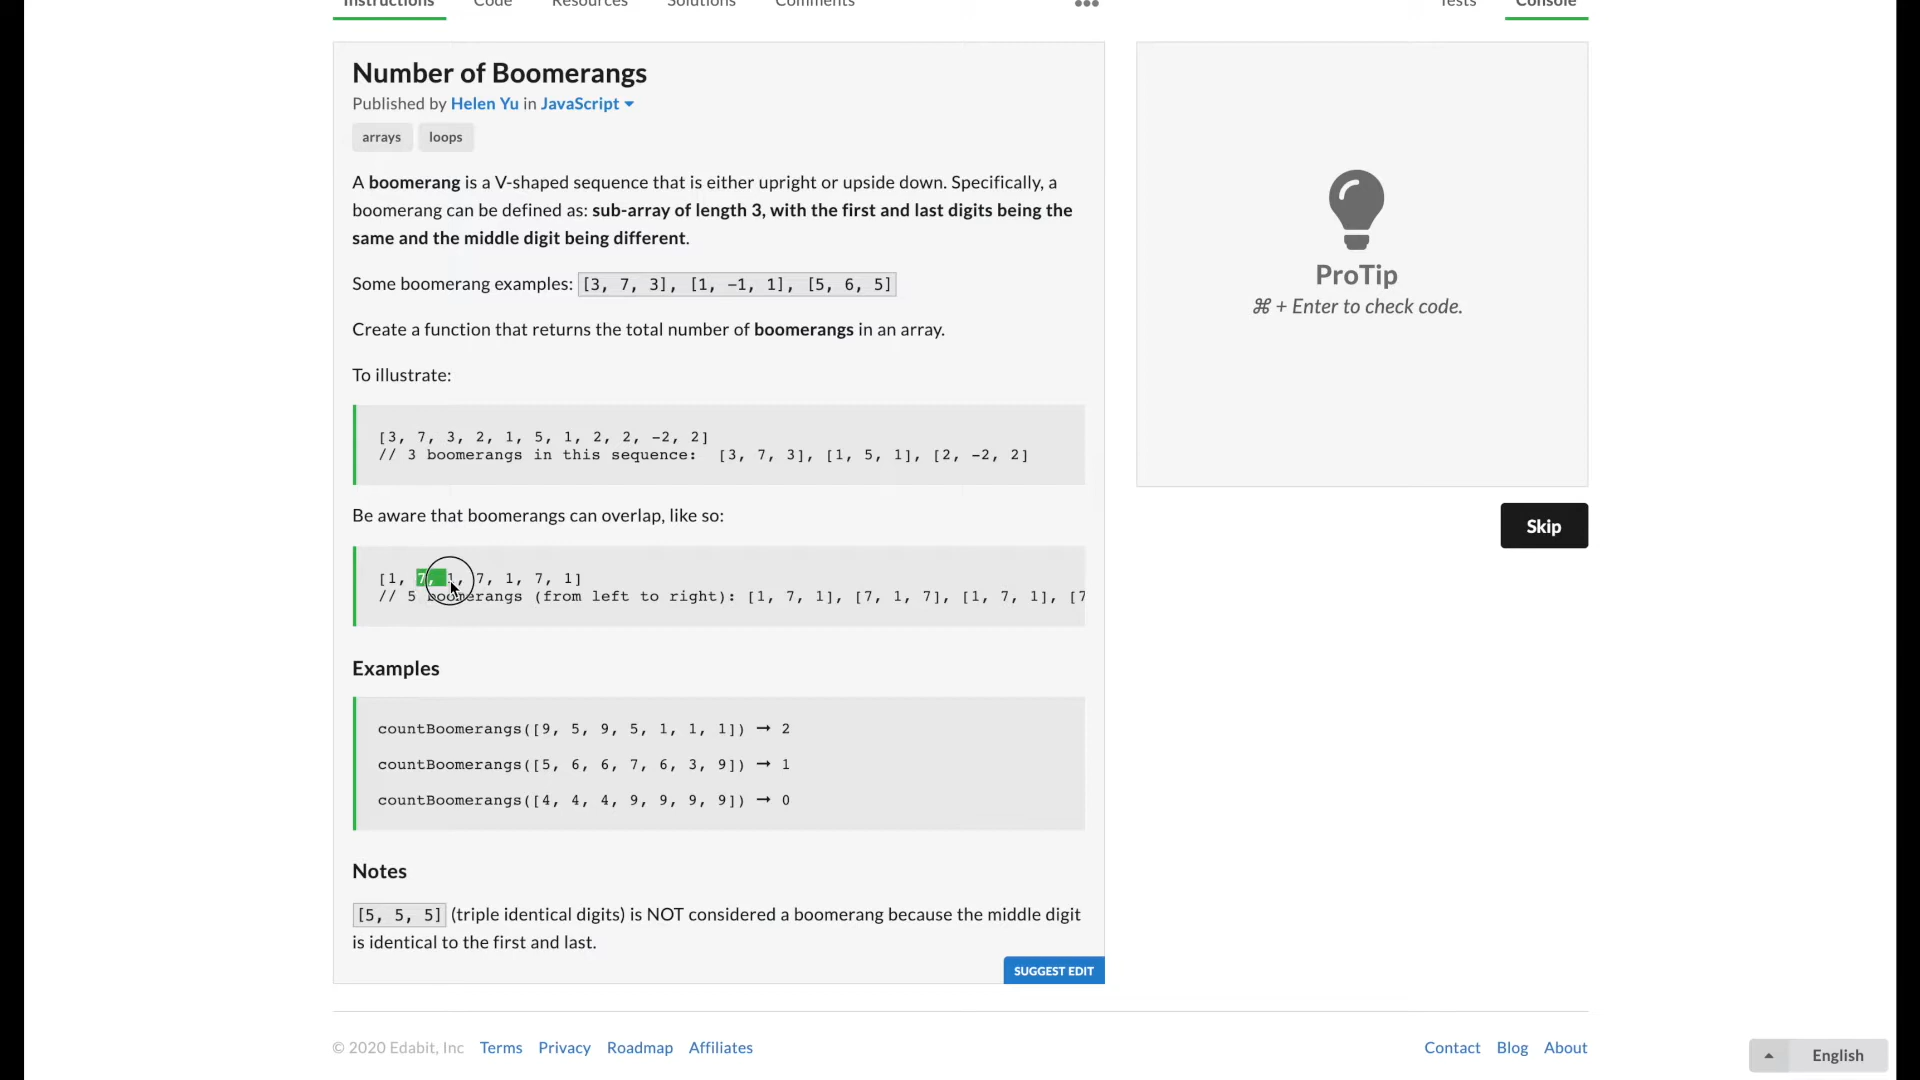 Instructions Code Resources Solutions Comments ••• Tests Console
Number of Boomerangs
Published by Helen Yu in JavaScript
arrays loops
A boomerang is a V-shaped sequence that is either upright or upside down. Specifically, a
boomerang can be defined as: sub-array of length 3, with the first and last digits being the
same and the middle digit being different.
Some boomerang examples: [3, 7, 3], [1, -1, 1], [5, 6, 5]
Create a function that returns the total number of boomerangs in an array.
To illustrate:
[3, 7, 3, 2, 1, 5, 1, 2, 2, -2, 2]
// 3 boomerangs in this sequence:  [3, 7, 3], [1, 5, 1], [2, -2, 2]
Be aware that boomerangs can overlap, like so:
[1, 7, 1, 7, 1, 7, 1]
// 5 boomerangs (from left to right): [1, 7, 1], [7, 1, 7], [1, 7, 1], [7
Examples
countBoomerangs([9, 5, 9, 5, 1, 1, 1]) ➞ 2
countBoomerangs([5, 6, 6, 7, 6, 3, 9]) ➞ 1
countBoomerangs([4, 4, 4, 9, 9, 9, 9]) ➞ 0
Notes
[5, 5, 5] (triple identical digits) is NOT considered a boomerang because the middle digit
is identical to the first and last.
SUGGEST EDIT
ProTip
⌘ + Enter to check code.
Skip
© 2020 Edabit, Inc Terms Privacy Roadmap Affiliates
Contact Blog About
English